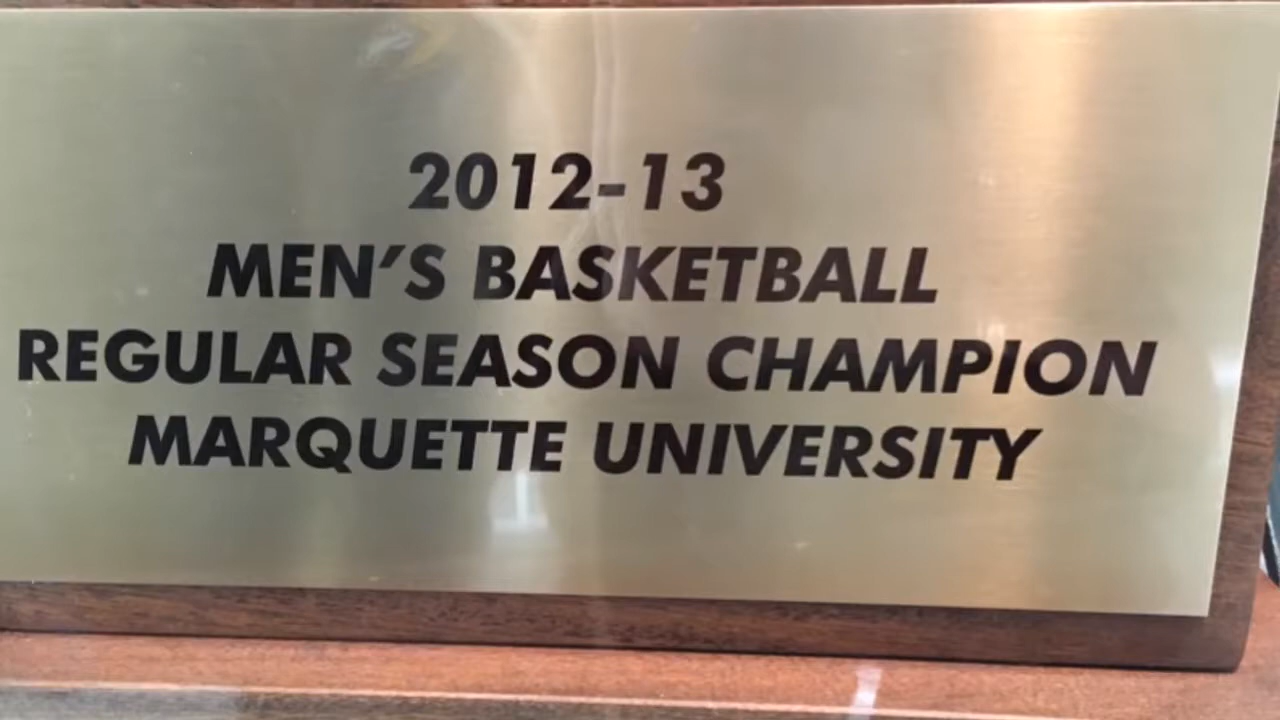 2012-13
MEN'S BASKETBALL
REGULAR SEASON CHAMPION
MARQUETTE UNIVERSITY